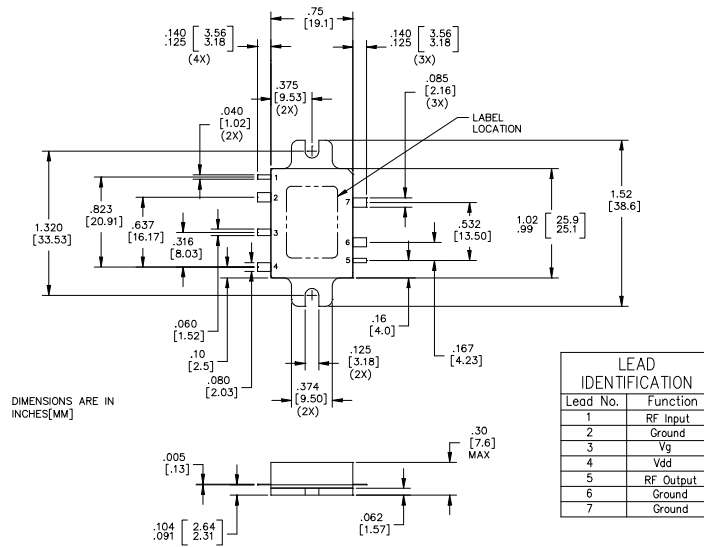 .75
[19.1]
.140 [ 3.56
.125 [ 3.18
(4X)
.140 [ 3.56
.125 [ 3.18
(3X)
.375
[9.53]
(2X)
.085
[2.16]
(3X)
.040
[1.02]
(2X)
LABEL
LOCATION
1
2
3
4
7
6
5
1.320
[33.53]
.823
[20.91]
.637
[16.17]
.316
[8.03]
.532
[13.50]
1.02 [ 25.9
.99 [ 25.1
1.52
[38.6]
.060
[1.52]
.10
[2.5]
.080
[2.03]
.125
[3.18]
(2X)
.374
[9.50]
(2X)
.16
[4.0]
.167
[4.23]
DIMENSIONS ARE IN
INCHES[MM]
LEAD
IDENTIFICATION
Lead No. Function
1 RF Input
2 Ground
3 Vg
4 Vdd
5 RF Output
6 Ground
7 Ground
.30
[7.6]
MAX
.005
[.13]
.104 [ 2.64
.091 [ 2.31
.062
[1.57]